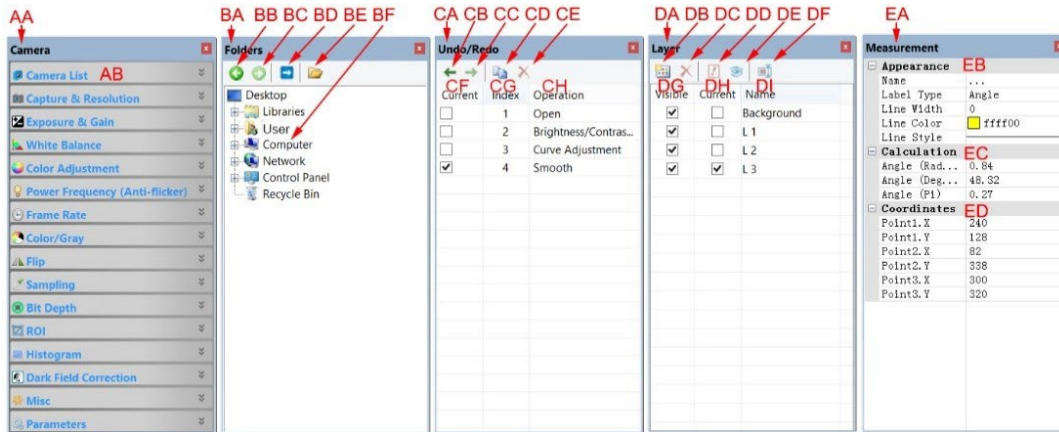 AA
BA BB BC BD BE BF
CA CB CC CD CE
DA DB DC DD DE DF
EA
Camera
AB
Camera List
Capture & Resolution
Exposure & Gain
White Balance
Color Adjustment
Power Frequency (Anti-flicker)
Frame Rate
Color/Gray
Flip
Sampling
Bit Depth
ROI
Histogram
Dark Field Correction
Misc
Parameters
Folders
Desktop
Libraries
User
Computer
Network
Control Panel
Recycle Bin
Undo/Redo
CF CG CH
Current Index Operation
1 Open
2 Brightness/Contras...
3 Curve Adjustment
4 Smooth
Layer
DG DH DI
Visible Current Name
Background
L 1
L 2
L 3
Measurement
Appearance EB
Name ...
Label Type Angle
Line Width 0
Line Color ffff00
Line Style
Calculation EC
Angle (Rad... 0.84
Angle (Deg... 48.32
Angle (Pi) 0.27
Coordinates ED
Point1.X 240
Point1.Y 128
Point2.X 82
Point2.Y 338
Point3.X 300
Point3.Y 320